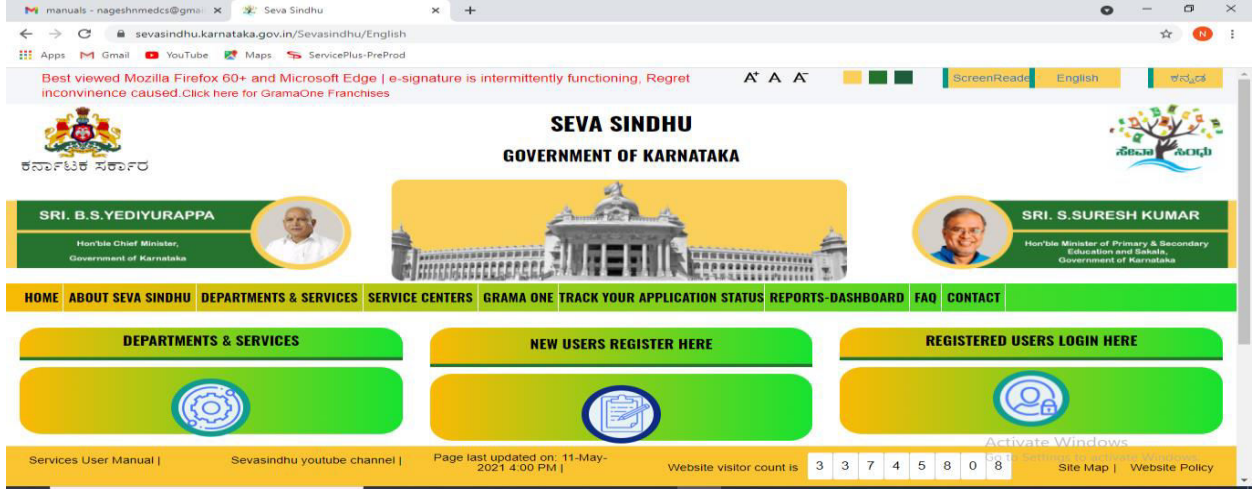 manuals - nageshnmedcs@gmai
Seva Sindhu
sevasindhu.karnataka.gov.in/Sevasindhu/English
N
Apps Gmail YouTube Maps ServicePlus-PreProd
Best viewed Mozilla Firefox 60+ and Microsoft Edge | e-signature is intermittently functioning, Regret
inconvinence caused.Click here for GramaOne Franchises
A+ A A-
ScreenReade English ಕನ್ನಡ
SEVA SINDHU
GOVERNMENT OF KARNATAKA
ಕರ್ನಾಟಕ ಸರ್ಕಾರ
ಸೇವಾ ಸಿಂಧು
SRI. B.S.YEDIYURAPPA
Hon'ble Chief Minister,
Government of Karnataka
SRI. S.SURESH KUMAR
Hon'ble Minister of Primary & Secondary
Education and Sakala,
Government of Karnataka
HOME ABOUT SEVA SINDHU DEPARTMENTS & SERVICES SERVICE CENTERS GRAMA ONE TRACK YOUR APPLICATION STATUS REPORTS-DASHBOARD FAQ CONTACT
DEPARTMENTS & SERVICES
NEW USERS REGISTER HERE
REGISTERED USERS LOGIN HERE
Activate Windows
Go to Settings to activate Windows.
Services User Manual |
Sevasindhu youtube channel |
Page last updated on: 11-May-
2021 4:00 PM |
Website visitor count is 3 3 7 4 5 8 0 8
Site Map | Website Policy